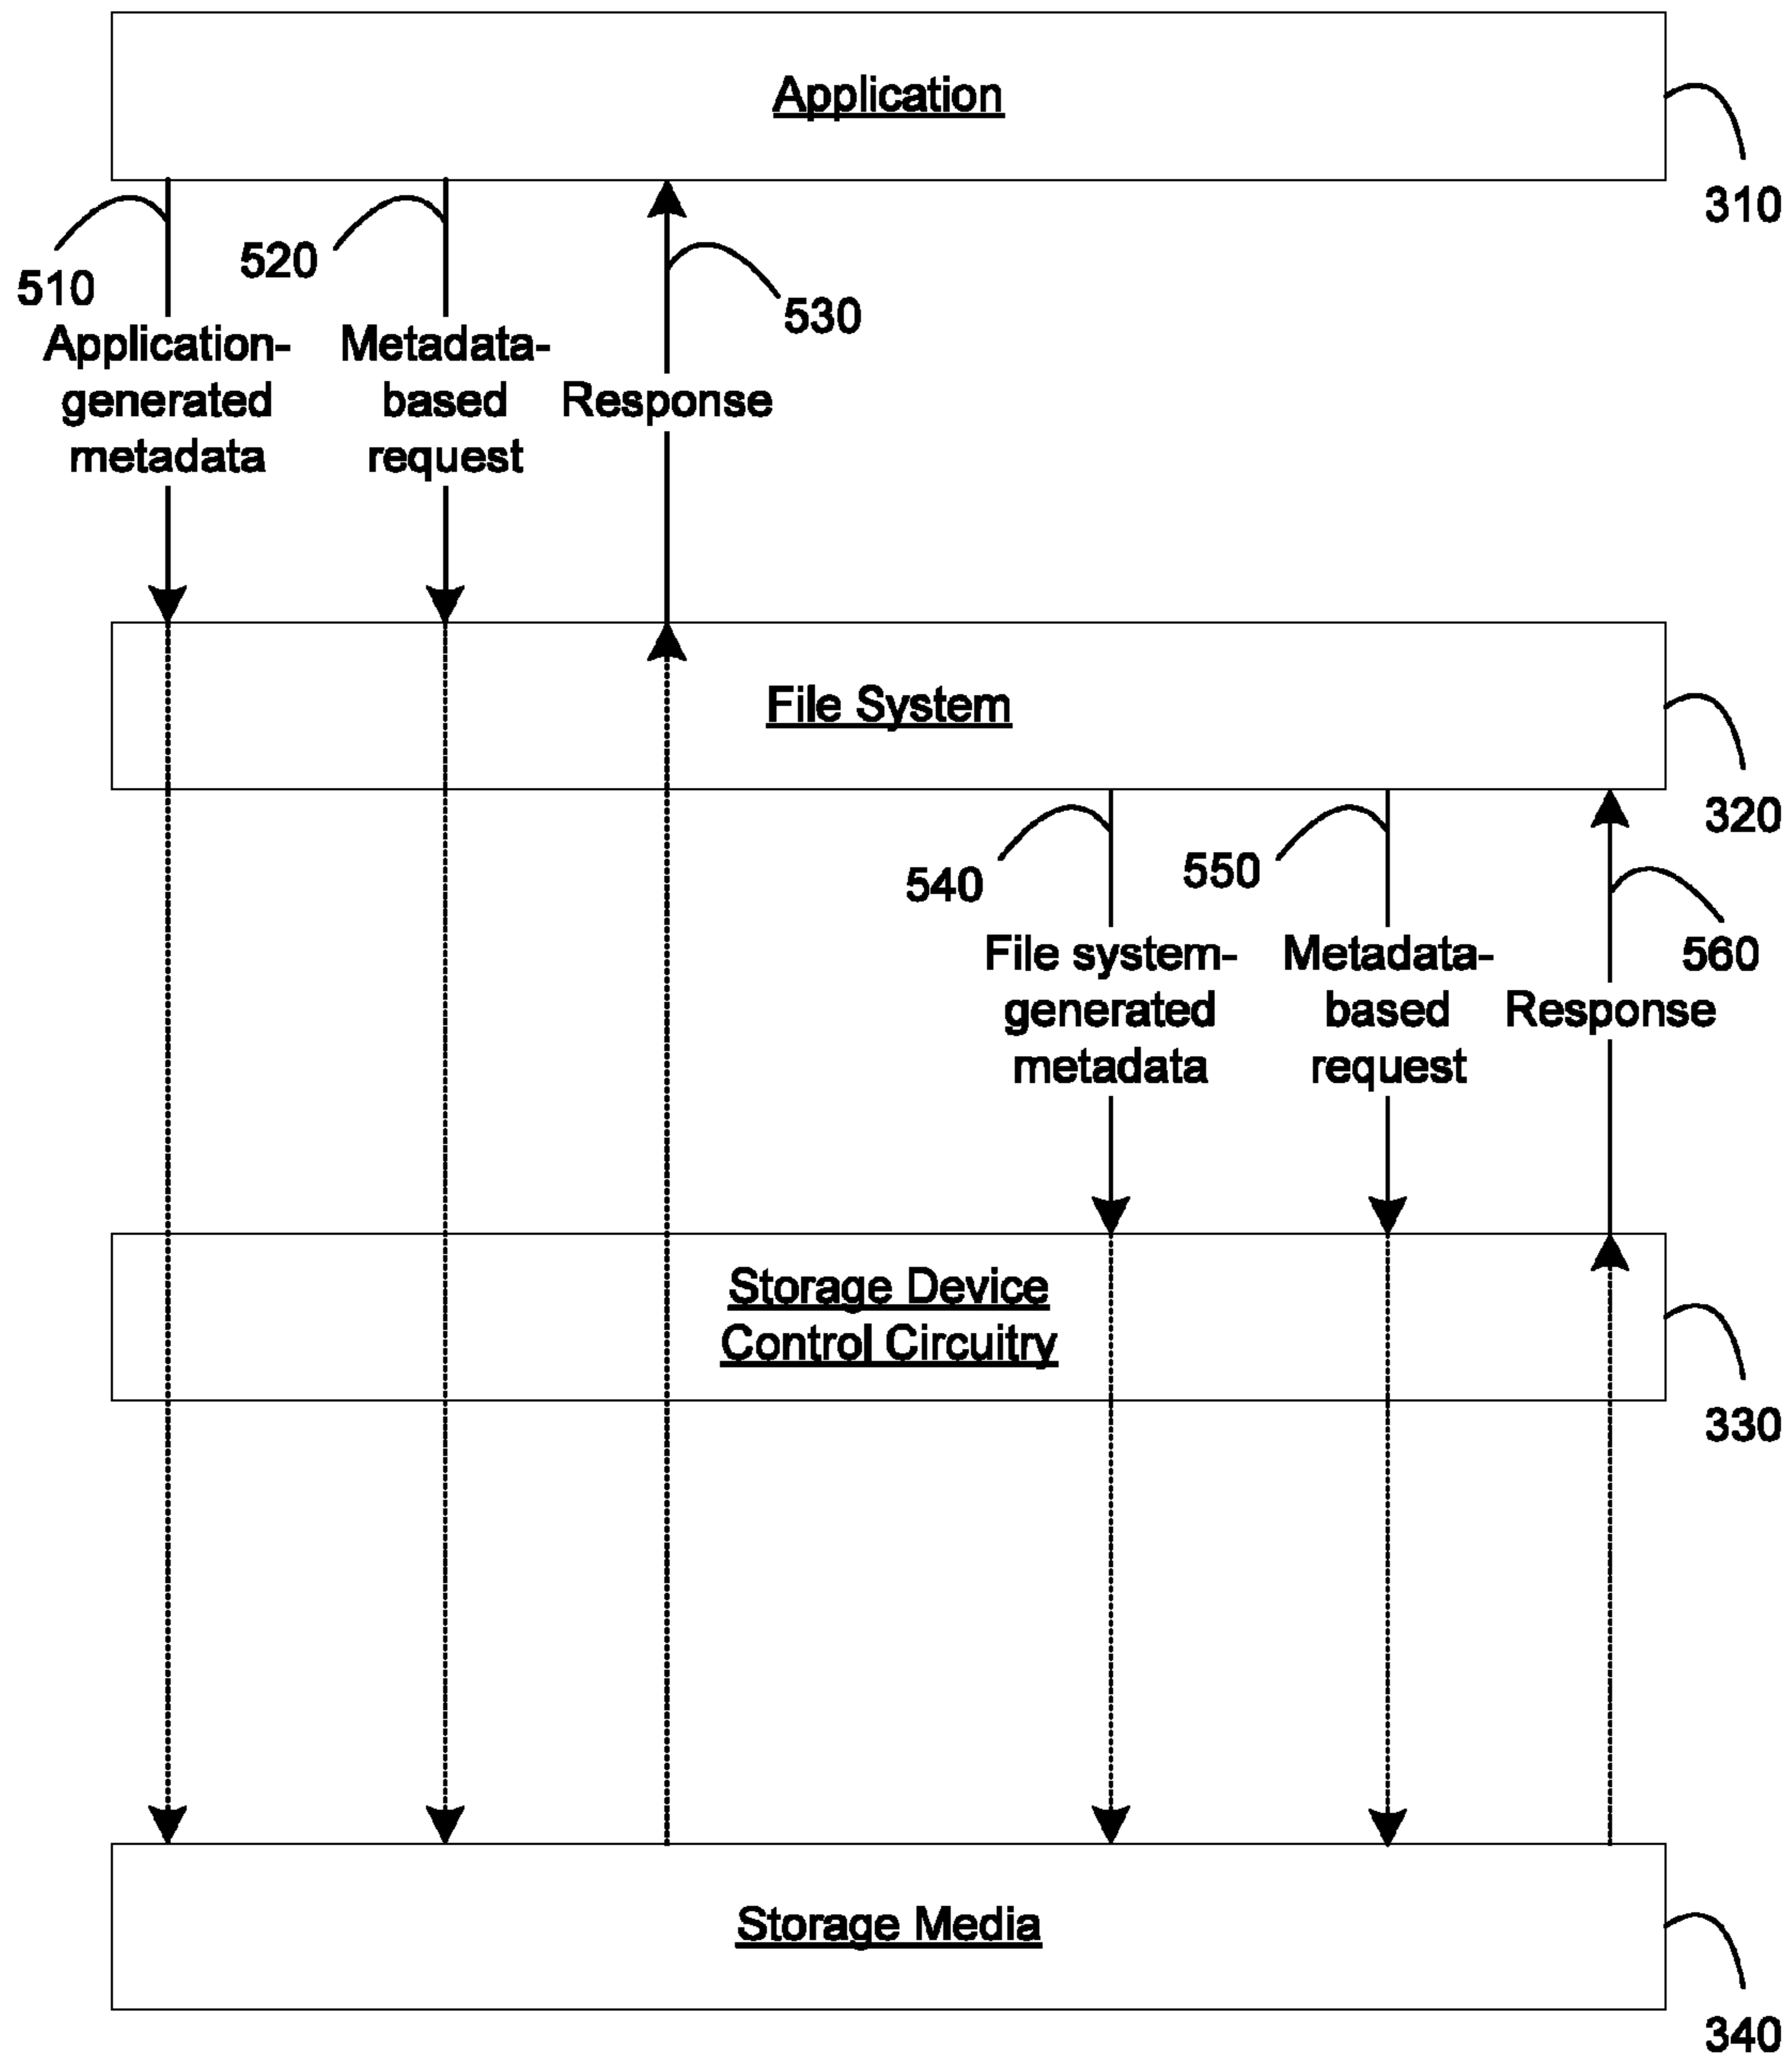 Application
310
510
520
530
Application-
generated
metadata
Metadata-
based
request
Response
File System
320
540
550
560
File system-
generated
metadata
Metadata-
based
request
Response
Storage Device
Control Circuitry
330
Storage Media
340